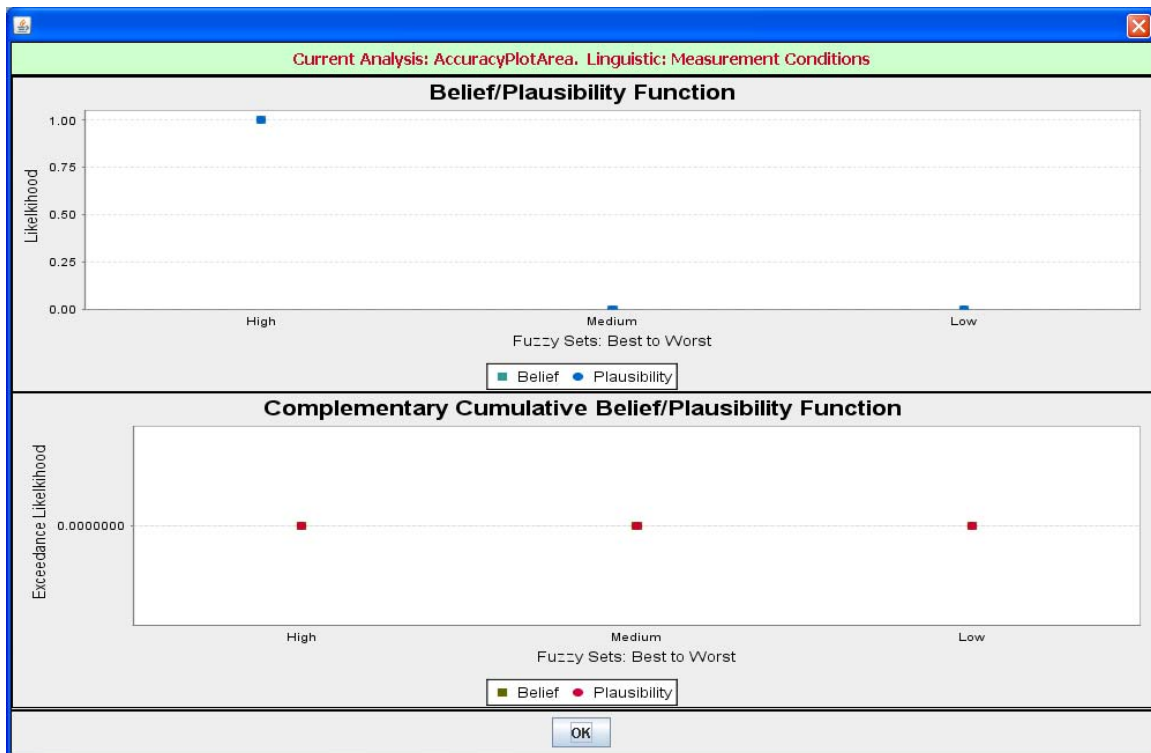 Current Analysis: AccuracyPlotArea. Linguistic: Measurement Conditions
Belief/Plausibility Function
Likelkihood
1.00
0.75
0.50
0.25
0.00
High Medium Low
Fuzzy Sets: Best to Worst
Belief Plausibility
Complementary Cumulative Belief/Plausibility Function
Exceedance Likelkihood
0.0000000
High Medium Low
Fuzzy Sets: Best to Worst
Belief Plausibility
OK